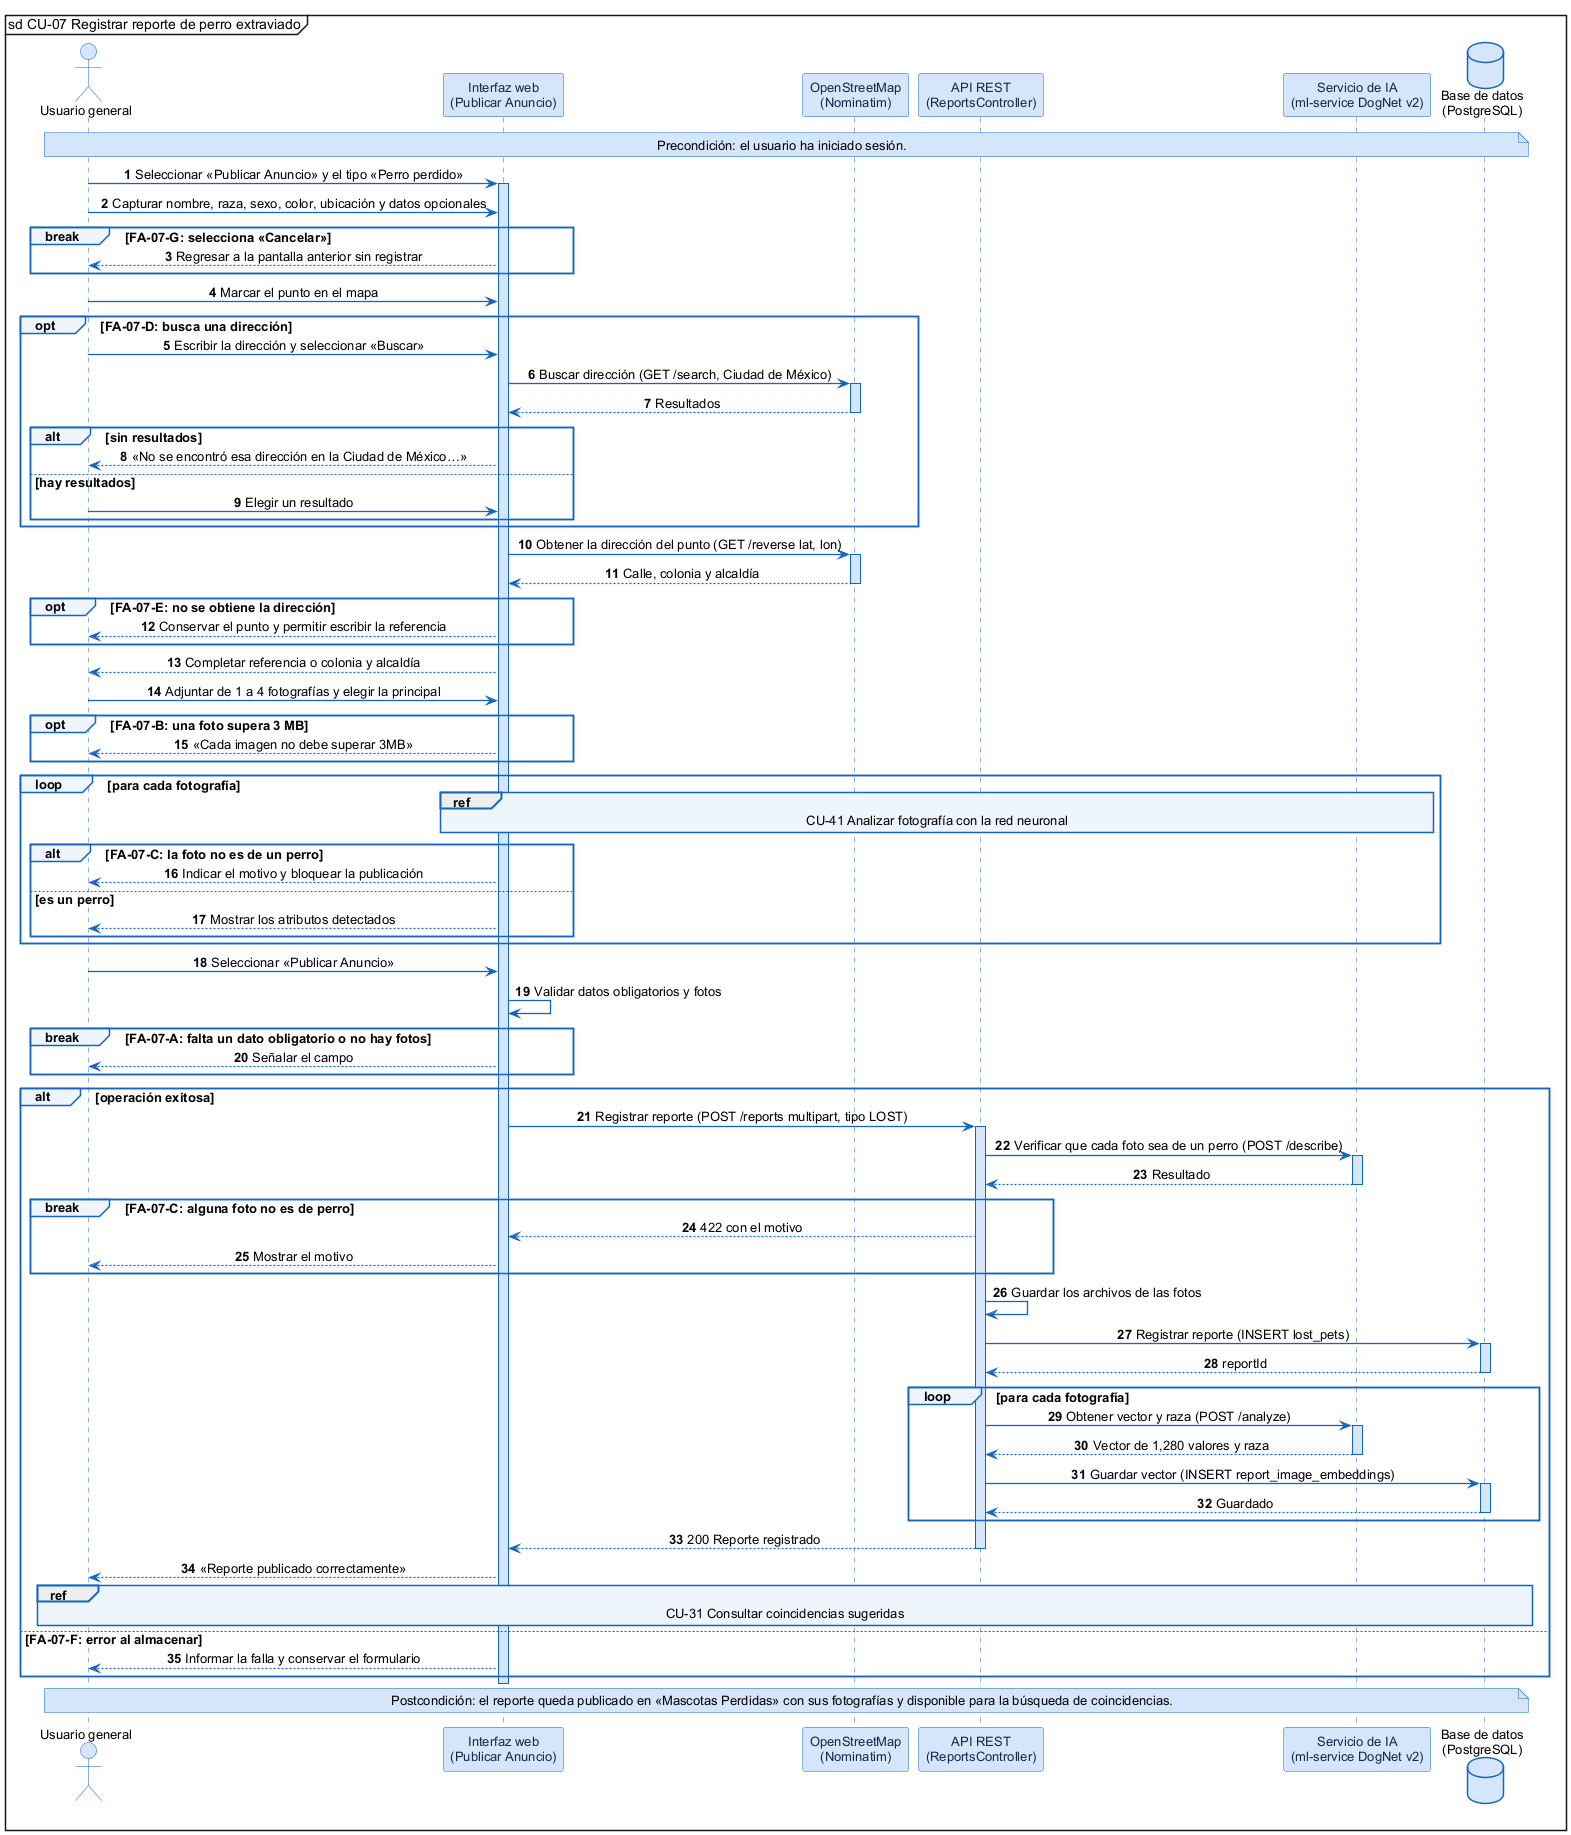 sd CU-07 Registrar reporte de perro extraviado
Usuario general
Interfaz web
(Publicar Anuncio)
OpenStreetMap
(Nominatim)
API REST
(ReportsController)
Servicio de IA
(ml-service DogNet v2)
Base de datos
(PostgreSQL)
Precondición: el usuario ha iniciado sesión.
1 Seleccionar «Publicar Anuncio» y el tipo «Perro perdido»
2 Capturar nombre, raza, sexo, color, ubicación y datos opcionales
break [FA-07-G: selecciona «Cancelar»]
3 Regresar a la pantalla anterior sin registrar
4 Marcar el punto en el mapa
opt [FA-07-D: busca una dirección]
5 Escribir la dirección y seleccionar «Buscar»
6 Buscar dirección (GET /search, Ciudad de México)
7 Resultados
alt [sin resultados]
8 «No se encontró esa dirección en la Ciudad de México…»
[hay resultados]
9 Elegir un resultado
10 Obtener la dirección del punto (GET /reverse lat, lon)
11 Calle, colonia y alcaldía
opt [FA-07-E: no se obtiene la dirección]
12 Conservar el punto y permitir escribir la referencia
13 Completar referencia o colonia y alcaldía
14 Adjuntar de 1 a 4 fotografías y elegir la principal
opt [FA-07-B: una foto supera 3 MB]
15 «Cada imagen no debe superar 3MB»
loop [para cada fotografía]
ref
CU-41 Analizar fotografía con la red neuronal
alt [FA-07-C: la foto no es de un perro]
16 Indicar el motivo y bloquear la publicación
[es un perro]
17 Mostrar los atributos detectados
18 Seleccionar «Publicar Anuncio»
19 Validar datos obligatorios y fotos
break [FA-07-A: falta un dato obligatorio o no hay fotos]
20 Señalar el campo
alt [operación exitosa]
21 Registrar reporte (POST /reports multipart, tipo LOST)
22 Verificar que cada foto sea de un perro (POST /describe)
23 Resultado
break [FA-07-C: alguna foto no es de perro]
24 422 con el motivo
25 Mostrar el motivo
26 Guardar los archivos de las fotos
27 Registrar reporte (INSERT lost_pets)
28 reportId
loop [para cada fotografía]
29 Obtener vector y raza (POST /analyze)
30 Vector de 1,280 valores y raza
31 Guardar vector (INSERT report_image_embeddings)
32 Guardado
33 200 Reporte registrado
34 «Reporte publicado correctamente»
ref
CU-31 Consultar coincidencias sugeridas
[FA-07-F: error al almacenar]
35 Informar la falla y conservar el formulario
Postcondición: el reporte queda publicado en «Mascotas Perdidas» con sus fotografías y disponible para la búsqueda de coincidencias.
Usuario general
Interfaz web
(Publicar Anuncio)
OpenStreetMap
(Nominatim)
API REST
(ReportsController)
Servicio de IA
(ml-service DogNet v2)
Base de datos
(PostgreSQL)